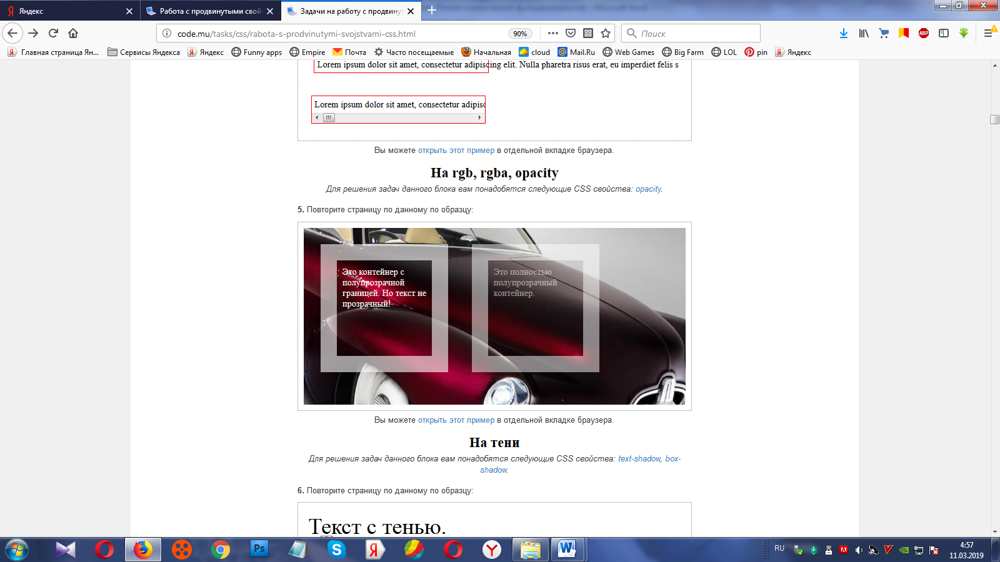 Яндекс
Работа с продвинутыми свой
Задачи на работу с продвинут
code.mu/tasks/css/rabota-s-prodvinutymi-svojstvami-css.html
90%
Поиск
ABP
Главная страница Ян...
Сервисы Яндекса
Яндекс
Funny apps
Empire
Почта
Часто посещаемые
Начальная
cloud
Mail.Ru
Web Games
Big Farm
LOL
pin
Яндекс
Lorem ipsum dolor sit amet, consectetur adipiscing elit. Nulla pharetra risus erat, eu imperdiet felis s
Lorem ipsum dolor sit amet, consectetur adipisc
Вы можете открыть этот пример в отдельной вкладке браузера.
На rgb, rgba, opacity
Для решения задач данного блока вам понадобятся следующие CSS свойства: opacity.
5. Повторите страницу по данному по образцу:
Это контейнер с
полупрозрачной
границей. Но текст не
прозрачный!
Это полностью
полупрозрачный
контейнер.
Вы можете открыть этот пример в отдельной вкладке браузера.
На тени
Для решения задач данного блока вам понадобятся следующие CSS свойства: text-shadow, box-
shadow.
6. Повторите страницу по данному по образцу:
Текст с тенью.
Ps
RU
4:57
11.03.2019